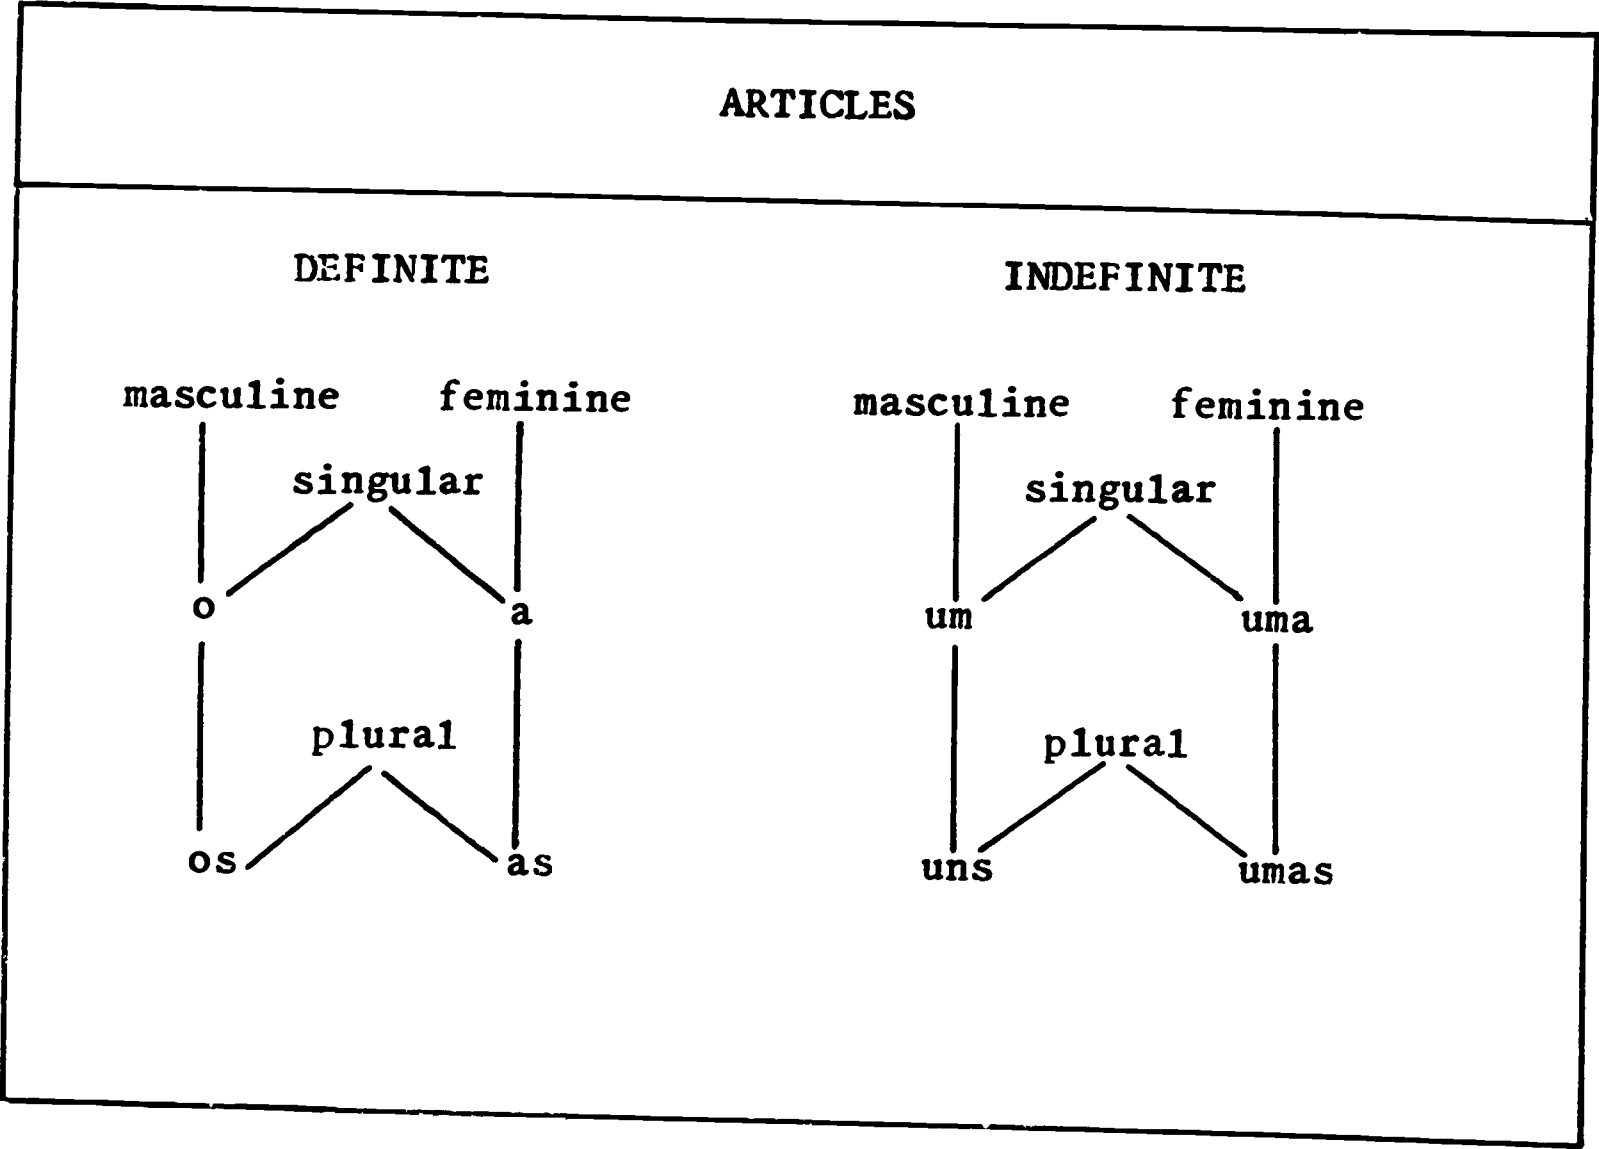 ARTICLES
DEFINITE INDEFINITE
masculine feminine masculine feminine
singular singular
o a um uma
plural plural
os as uns umas